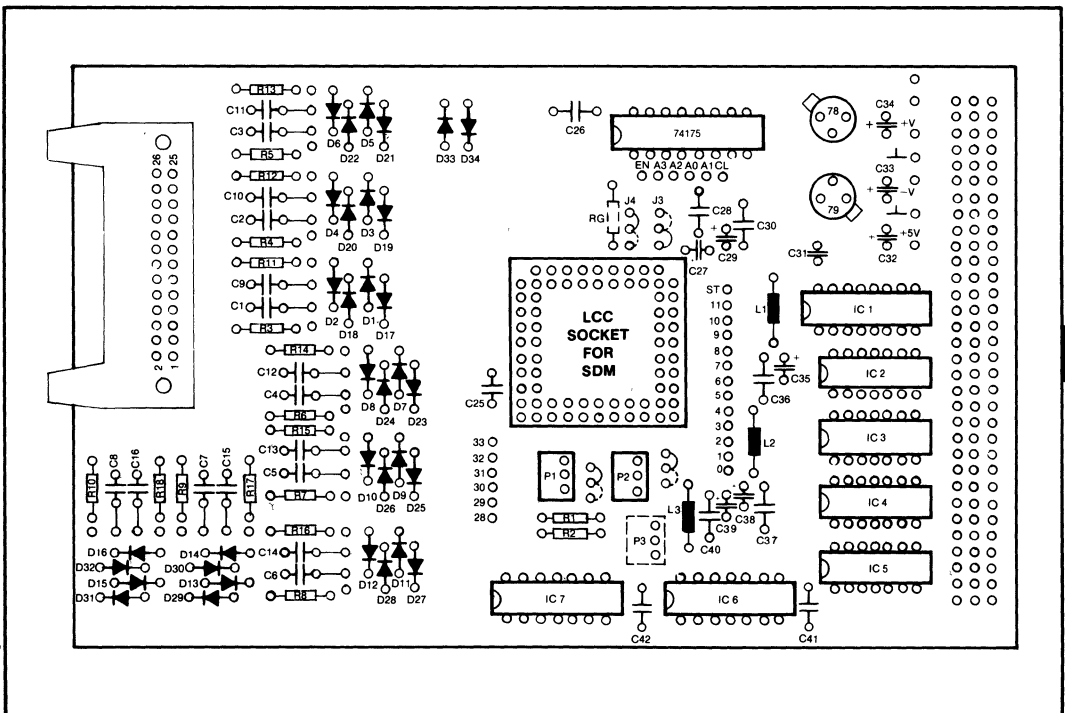 R13
C11
C3
R5
D6
D22
D5
D21
D33
D34
C26
74175
EN A3 A2 A0 A1 CL
78
C34
+
+V
C33
+
-V
79
+
+5V
C32
26
25
2
1
R12
C10
C2
R4
D4
D20
D3
D19
RG
J4
J3
C28
C30
+
C29
C27
C31
R11
C9
C1
R3
D2
D18
D1
D17
LCC
SOCKET
FOR
SDM
ST
11
10
9
8
7
6
5
4
3
2
1
0
L1
IC 1
R14
C12
C4
R6
D8
D24
D7
D23
C25
C36
+
C35
IC 2
R15
C13
C5
R7
D10
D26
D9
D25
33
32
31
30
29
28
P1
P2
L2
IC 3
R10
C8
C16
R18
R9
C7
C15
R17
R1
R2
P3
L3
C40
C39
+
C38
+
C37
IC 4
D16
D32
D15
D31
D14
D30
D13
D29
R16
C14
C6
R8
D12
D28
D11
D27
IC 5
IC 7
C42
IC 6
C41